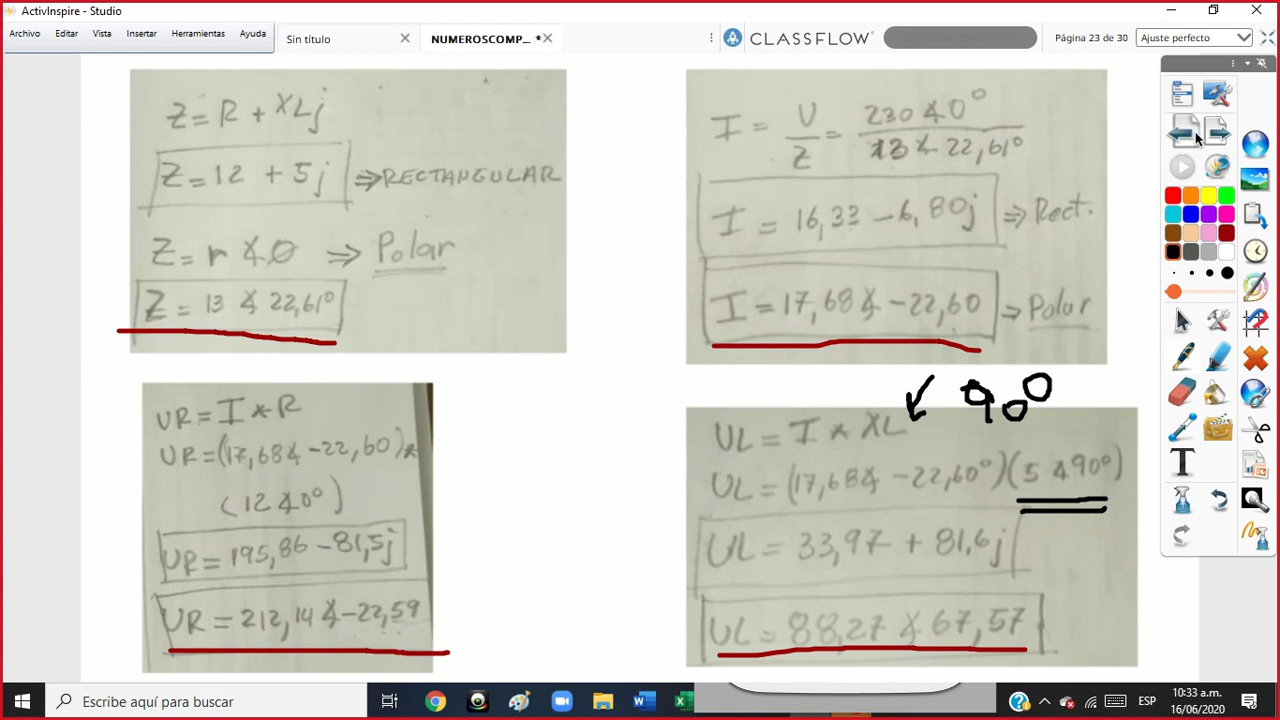 ActivInspire - Studio
Archivo Editar Vista Insertar Herramientas Ayuda
Sin título
NUMEROSCOMP... *
CLASSFLOW
Página 23 de 30
Ajuste perfecto
Z = R + XLj
Z = 12 + 5j ⇒ RECTANGULAR
Z = r ∡ Ø ⇒ Polar
Z = 13 ∡ 22,61°
I = U/Z = 230∡0° / 13∡22,61°
I = 16,33 - 6,80j ⇒ Rect.
I = 17,68∡ -22,60 ⇒ Polar
UR = I * R
UR = (17,68∡ -22,60) *
(12∡0°)
UR = 195,86 - 81,5j
UR = 212,14∡ -22,59
90°
UL = I * XL
UL = (17,68∡ -22,60°)(5∡90°)
UL = 33,97 + 81,6j
UL = 88,27∡67,57
T
Escribe aquí para buscar
ESP
10:33 a.m.
16/06/2020